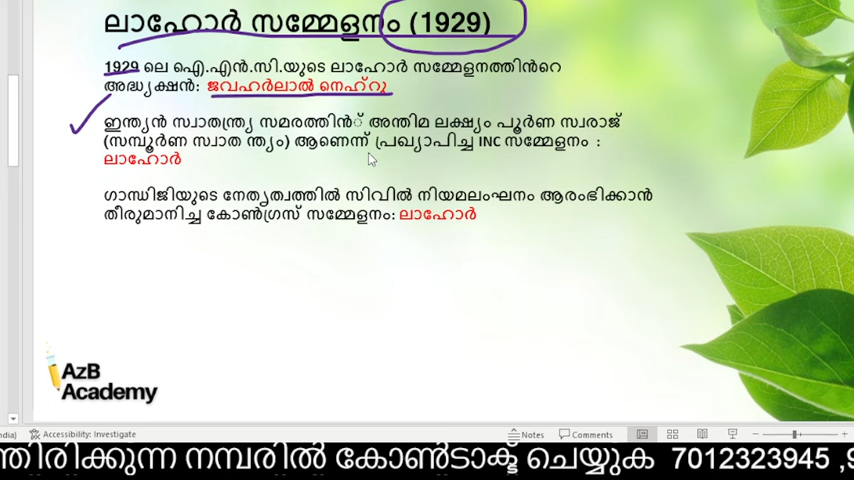 ലാഹോർ സമ്മേളനം (1929)
1929 ലെ ഐ.എൻ.സി.യുടെ ലാഹോർ സമ്മേളനത്തിൻറെ
അദ്ധ്യക്ഷൻ: ജവഹർലാൽ നെഹ്റു
ഇന്ത്യൻ സ്വാതന്ത്ര്യ സമരത്തിൻ് അന്തിമ ലക്ഷ്യം പൂർണ സ്വരാജ്
(സമ്പൂർണ സ്വാത ന്ത്യം) ആണെന്ന് പ്രഖ്യാപിച്ച INC സമ്മേളനം :
ലാഹോർ
ഗാന്ധിജിയുടെ നേതൃത്വത്തിൽ സിവിൽ നിയമലംഘനം ആരംഭിക്കാൻ
തീരുമാനിച്ച കോൺഗ്രസ് സമ്മേളനം: ലാഹോർ
AzB
Academy
ndia)
Accessibility: Investigate
Notes
Comments
ന്തിരിക്കുന്ന നമ്പരിൽ കോൺടാക്ട് ചെയ്യുക 7012323945 ,9